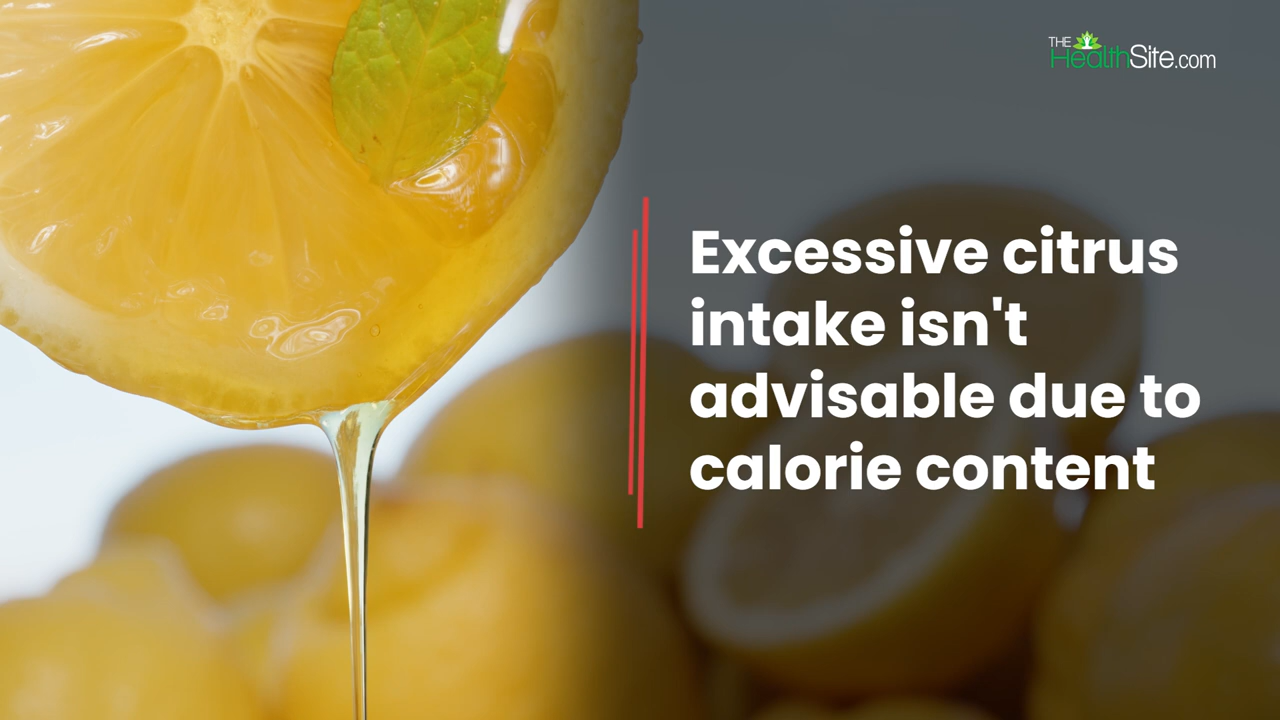 THE
HealthSite.com
Excessive citrus
intake isn't
advisable due to
calorie content